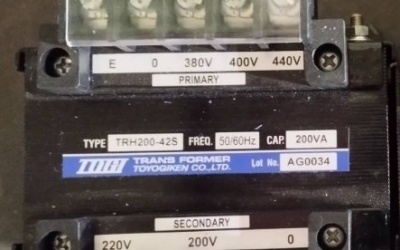 E 0 380V 400V 440V
PRIMARY
TYPE TRH200-42S FREQ. 50/60Hz CAP. 200VA
TOGI TRANS FORMER
TOYOGIKEN CO.,LTD. Lot No. AG0034
SECONDARY
220V 200V 0